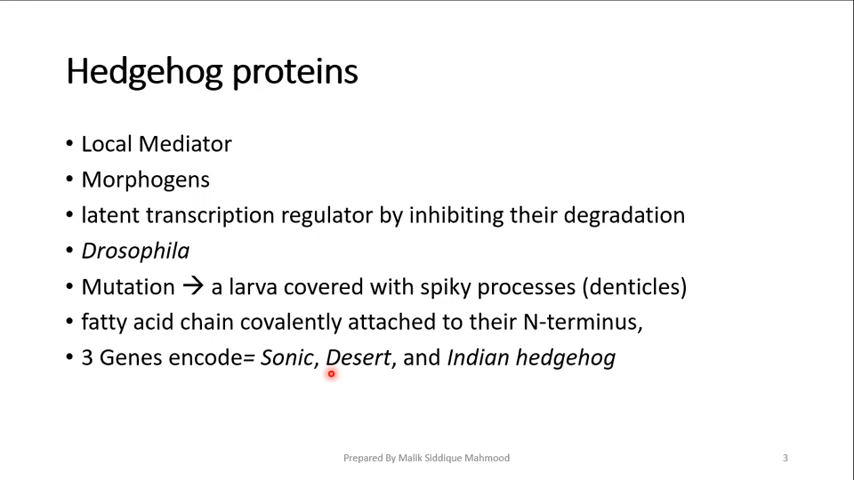 Hedgehog proteins
• Local Mediator
• Morphogens
• latent transcription regulator by inhibiting their degradation
• Drosophila
• Mutation → a larva covered with spiky processes (denticles)
• fatty acid chain covalently attached to their N-terminus,
• 3 Genes encode= Sonic, Desert, and Indian hedgehog
Prepared By Malik Siddique Mahmood
3